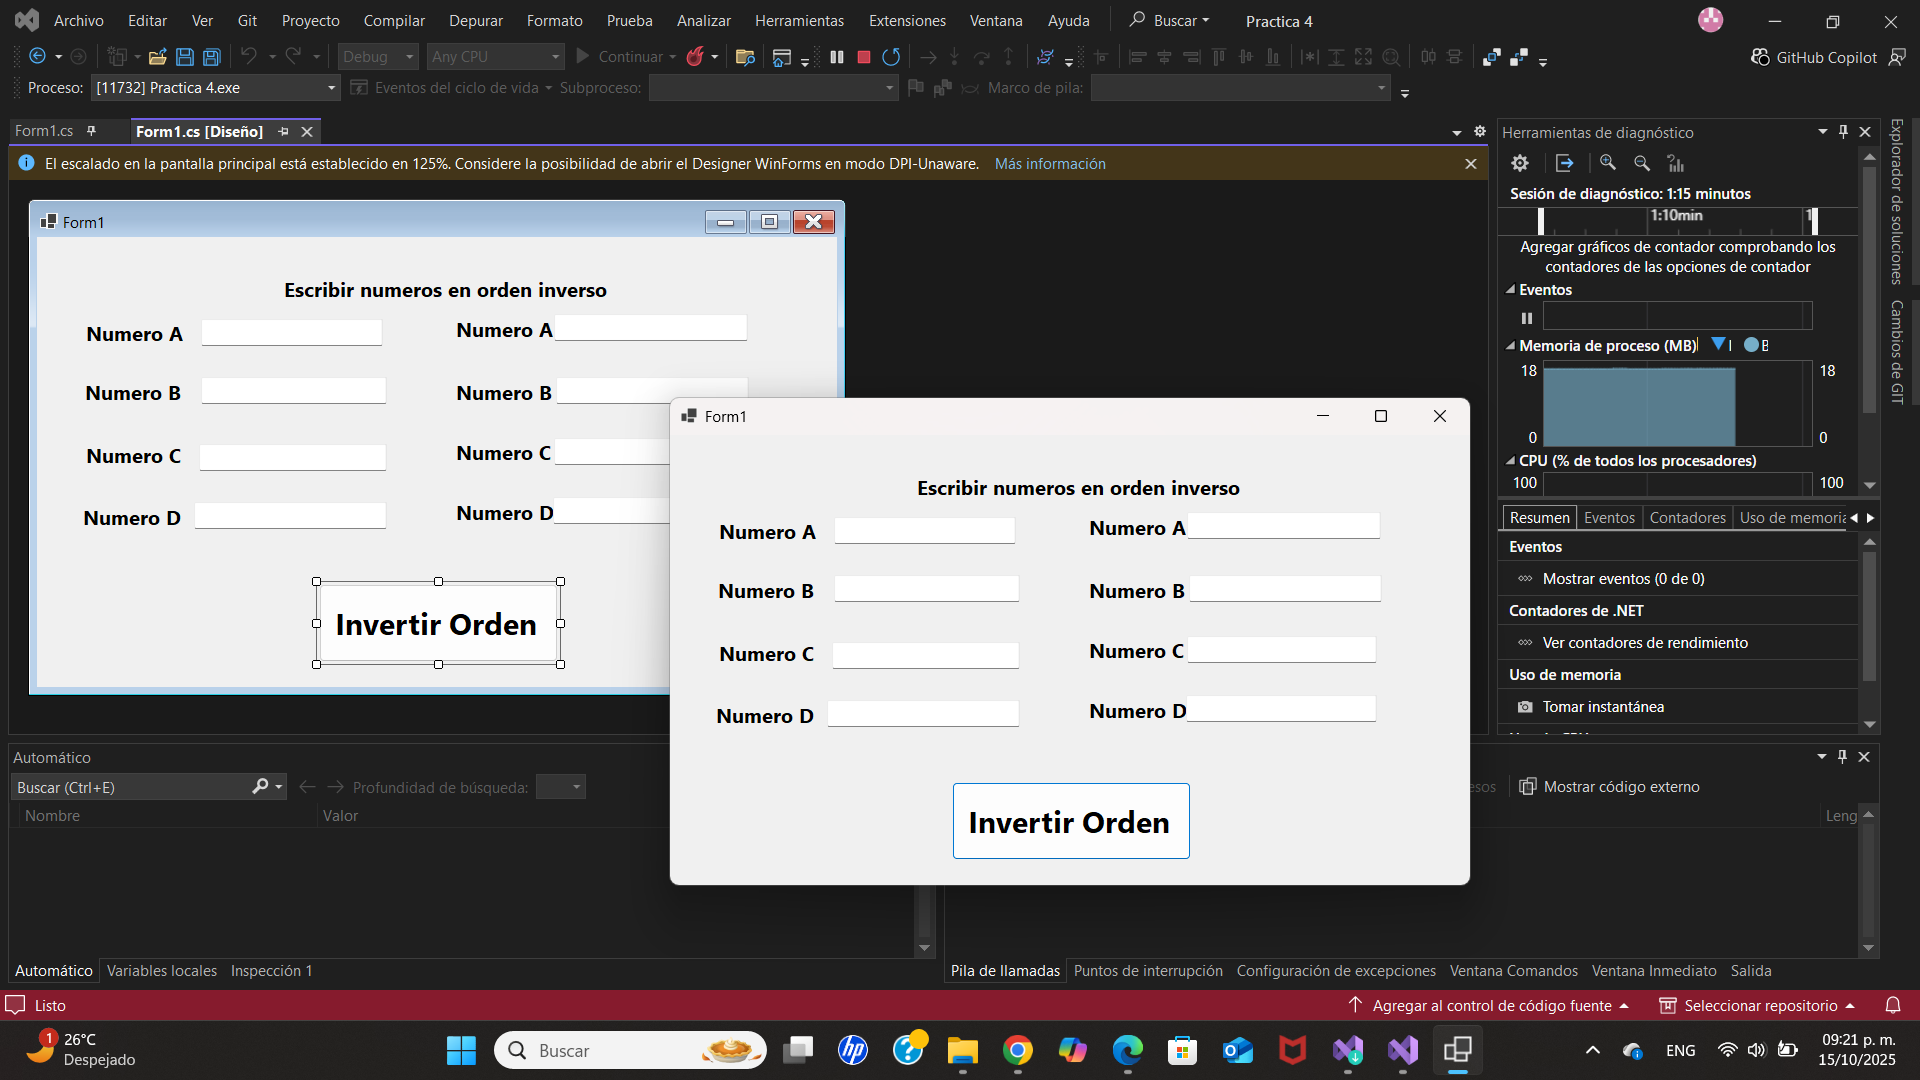 Archivo Editar Ver Git Proyecto Compilar Depurar Formato Prueba Analizar Herramientas Extensiones Ventana Ayuda Buscar Practica 4
Debug Any CPU Continuar GitHub Copilot
Proceso: [11732] Practica 4.exe Eventos del ciclo de vida Subproceso: Marco de pila:
Form1.cs Form1.cs [Diseño]
El escalado en la pantalla principal está establecido en 125%. Considere la posibilidad de abrir el Designer WinForms en modo DPI-Unaware. Más información
Form1
Escribir numeros en orden inverso
Numero A Numero A
Numero B Numero B
Numero C Numero C
Numero D Numero D
Invertir Orden
Form1
Escribir numeros en orden inverso
Numero A Numero A
Numero B Numero B
Numero C Numero C
Numero D Numero D
Invertir Orden
Herramientas de diagnóstico
Sesión de diagnóstico: 1:15 minutos
1:10min 1
Agregar gráficos de contador comprobando los
contadores de las opciones de contador
Eventos
Memoria de proceso (MB) I B
18 18
0 0
CPU (% de todos los procesadores)
100 100
Resumen Eventos Contadores Uso de memoria
Eventos
Mostrar eventos (0 de 0)
Contadores de .NET
Ver contadores de rendimiento
Uso de memoria
Tomar instantánea
Explorador de soluciones
Cambios de GIT
Automático
Buscar (Ctrl+E) Profundidad de búsqueda:
Nombre Valor
Mostrar código externo
Leng
Automático Variables locales Inspección 1
Pila de llamadas Puntos de interrupción Configuración de excepciones Ventana Comandos Ventana Inmediato Salida
Listo Agregar al control de código fuente Seleccionar repositorio
1
26°C
Despejado
Buscar
hp
ENG
09:21 p. m.
15/10/2025